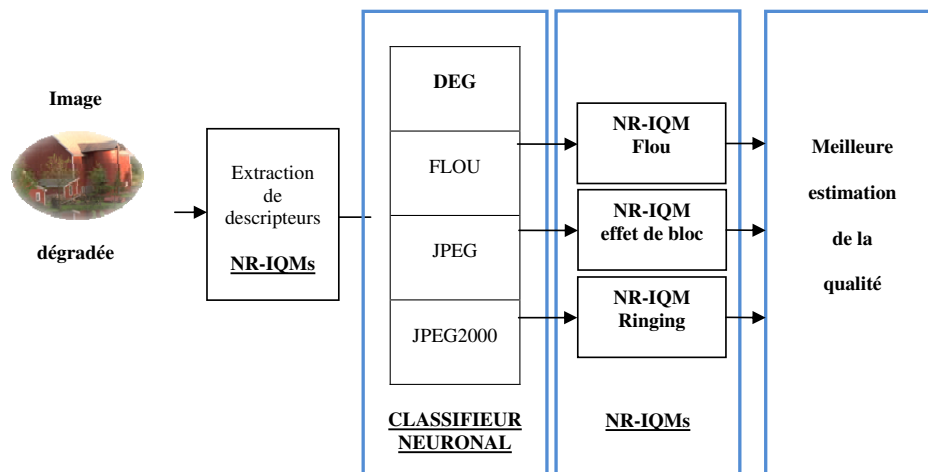 Image
dégradée
Extraction
de
descripteurs
NR-IQMs
DEG
FLOU
JPEG
JPEG2000
CLASSIFIEUR
NEURONAL
NR-IQM
Flou
NR-IQM
effet de bloc
NR-IQM
Ringing
NR-IQMs
Meilleure
estimation
de la
qualité